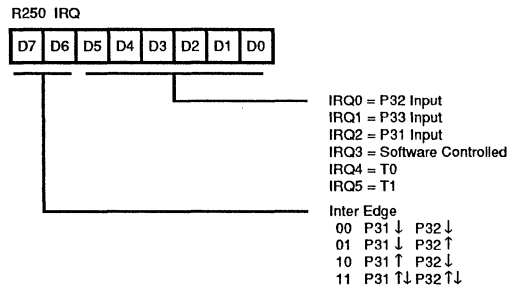 R250 IRQ
D7 D6 D5 D4 D3 D2 D1 D0
IRQ0 = P32 Input
IRQ1 = P33 Input
IRQ2 = P31 Input
IRQ3 = Software Controlled
IRQ4 = T0
IRQ5 = T1
Inter Edge
00 P31 ↓ P32 ↓
01 P31 ↓ P32 ↑
10 P31 ↑ P32 ↓
11 P31 ↑↓ P32 ↑↓